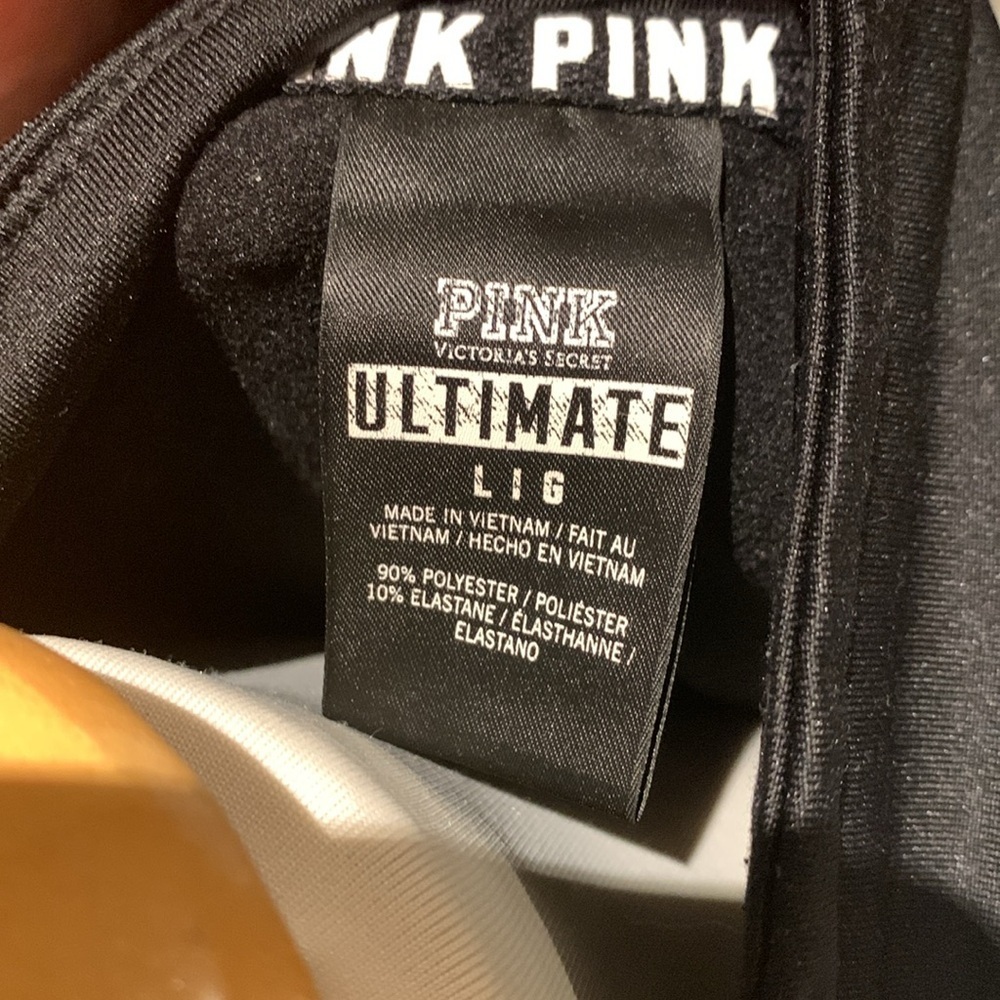 PINK
PINK
VICTORIA'S SECRET
ULTIMATE
L | G
MADE IN VIETNAM / FAIT AU
VIETNAM / HECHO EN VIETNAM
90% POLYESTER / POLIÉSTER
10% ELASTANE / ÉLASTHANNE /
ELASTANO